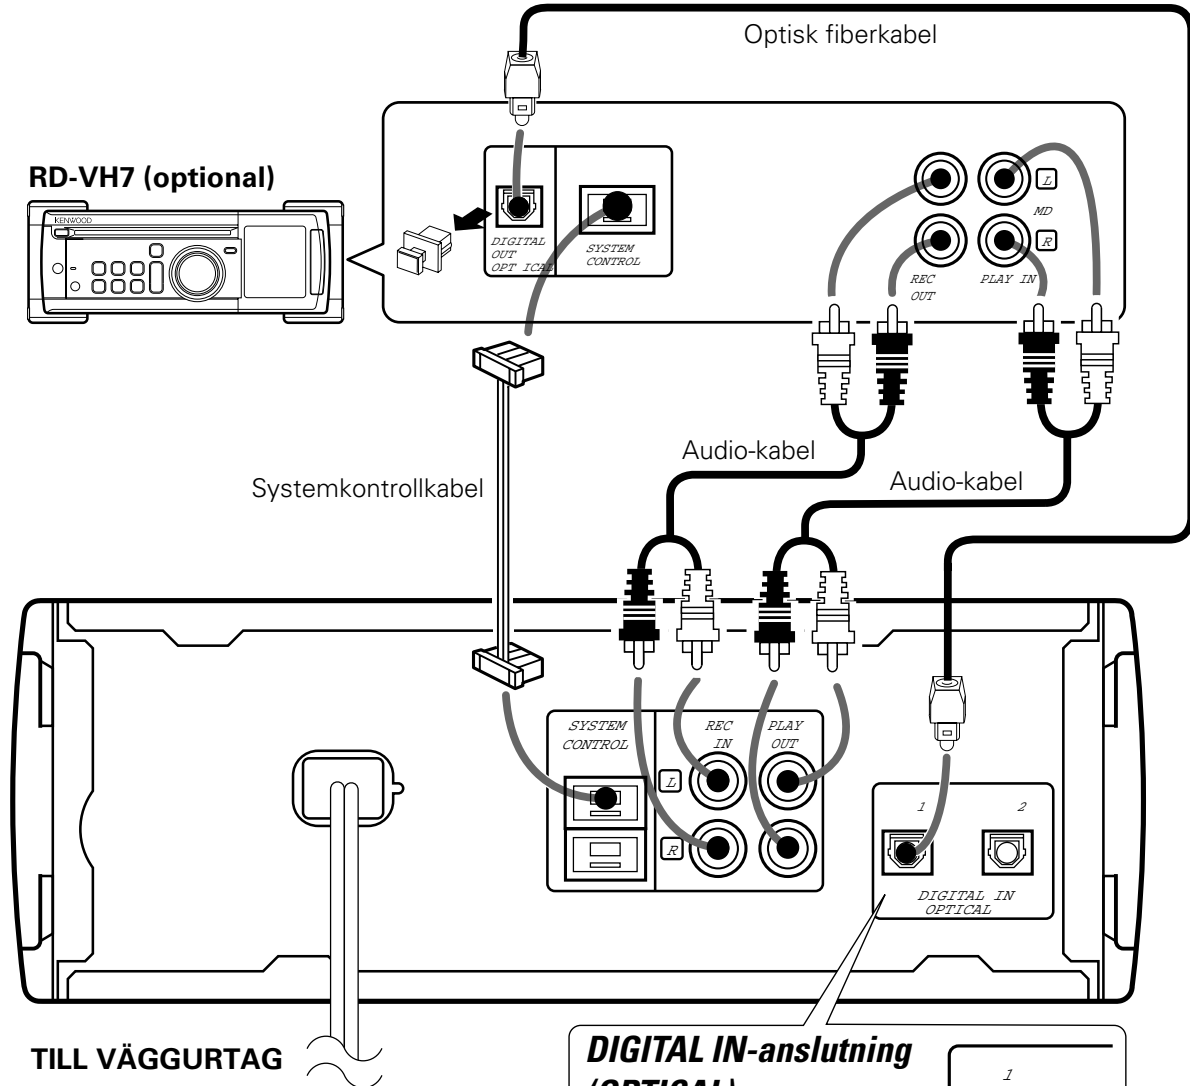 Optisk fiberkabel
RD-VH7 (optional)
KENWOOD
DIGITAL
OUT
OPT ICAL
SYSTEM
CONTROL
L
MD
R
REC
OUT
PLAY IN
Audio-kabel
Audio-kabel
Systemkontrollkabel
SYSTEM
CONTROL
REC
IN
PLAY
OUT
L
R
1
2
DIGITAL IN
OPTICAL
TILL VÄGGURTAG
DIGITAL IN-anslutning
(OPTICAL)
1